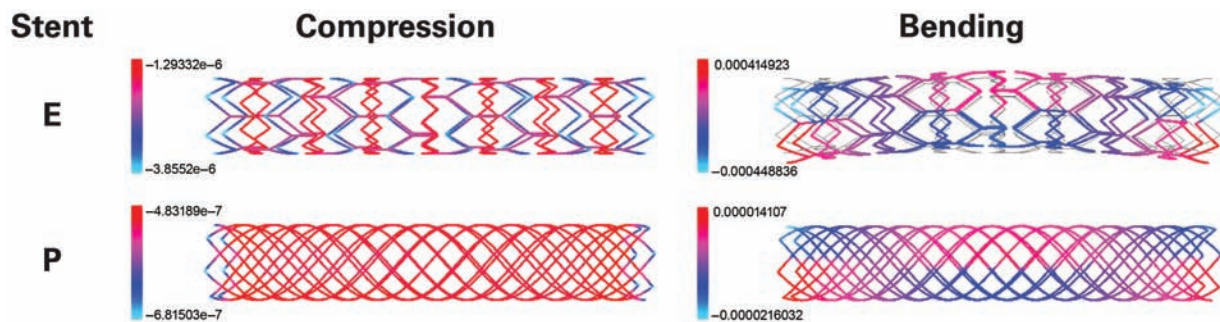 Stent Compression Bending
E
−1.29332e−6
−3.8552e−6
0.000414923
−0.000448836
P
−4.83189e−7
−6.81503e−7
0.000014107
−0.0000216032